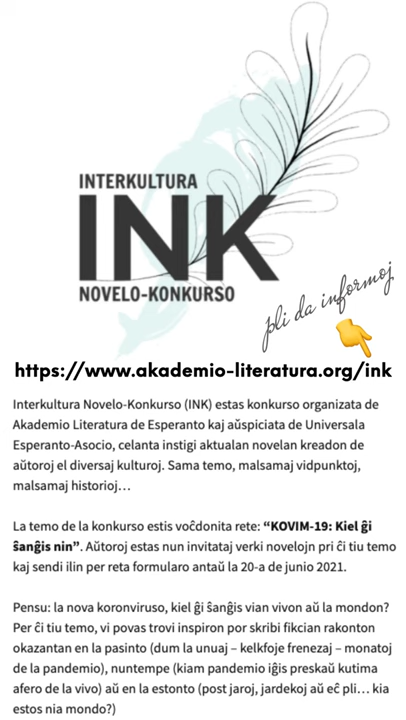 INTERKULTURA
INK
NOVELO-KONKURSO
pli da informoj
https://www.akademio-literatura.org/ink
Interkultura Novelo-Konkurso (INK) estas konkurso organizata de
Akademio Literatura de Esperanto kaj aŭspiciata de Universala
Esperanto-Asocio, celanta instigi aktualan novelan kreadon de
aŭtoroj el diversaj kulturoj. Sama temo, malsamaj vidpunktoj,
malsamaj historioj…
La temo de la konkurso estis voĉdonita rete: “KOVIM-19: Kiel ĝi
ŝanĝis nin”. Aŭtoroj estas nun invitataj verki novelojn pri ĉi tiu temo
kaj sendi ilin per reta formularo antaŭ la 20-a de junio 2021.
Pensu: la nova koronviruso, kiel ĝi ŝanĝis vian vivon aŭ la mondon?
Per ĉi tiu temo, vi povas trovi inspiron por skribi fikcian rakonton
okazantan en la pasinto (dum la unuaj – kelkfoje frenezaj – monatoj
de la pandemio), nuntempe (kiam pandemio iĝis preskaŭ kutima
afero de la vivo) aŭ en la estonto (post jaroj, jardekoj aŭ eĉ pli… kia
estos nia mondo?)